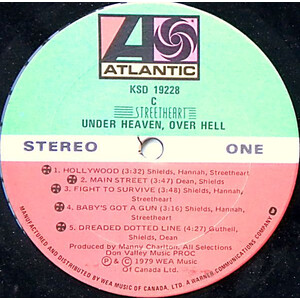 ATLANTIC
KSD 19228
C
STREETHEART
UNDER HEAVEN, OVER HELL
STEREO ONE
1. HOLLYWOOD (3:32) Shields, Hannah, Streetheart
2. MAIN STREET (3:47) Dean, Shields
3. FIGHT TO SURVIVE (3:48) Shields, Hannah,
Streetheart
4. BABY'S GOT A GUN (3:16) Shields, Hannah,
Streetheart
5. DREADED DOTTED LINE (4:27) Gutheil,
Shields, Dean
Produced by Manny Charlton, All Selections
Don Valley Music PROC
Ⓟ & © 1979 WEA Music
Of Canada Ltd.
MANUFACTURED AND DISTRIBUTED BY WEA MUSIC OF CANADA, LTD. A WARNER COMMUNICATIONS COMPANY